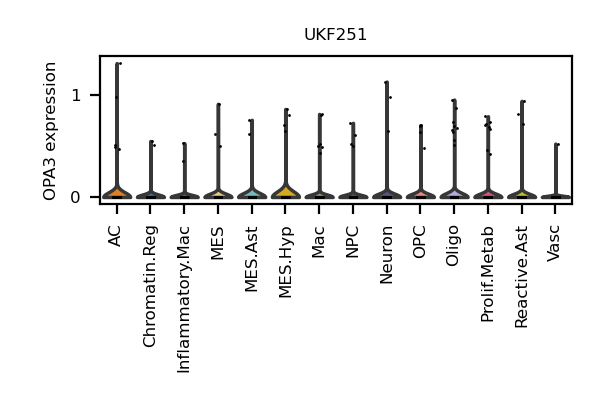 UKF251
OPA3 expression
1
0
AC
Chromatin.Reg
Inflammatory.Mac
MES
MES.Ast
MES.Hyp
Mac
NPC
Neuron
OPC
Oligo
Prolif.Metab
Reactive.Ast
Vasc